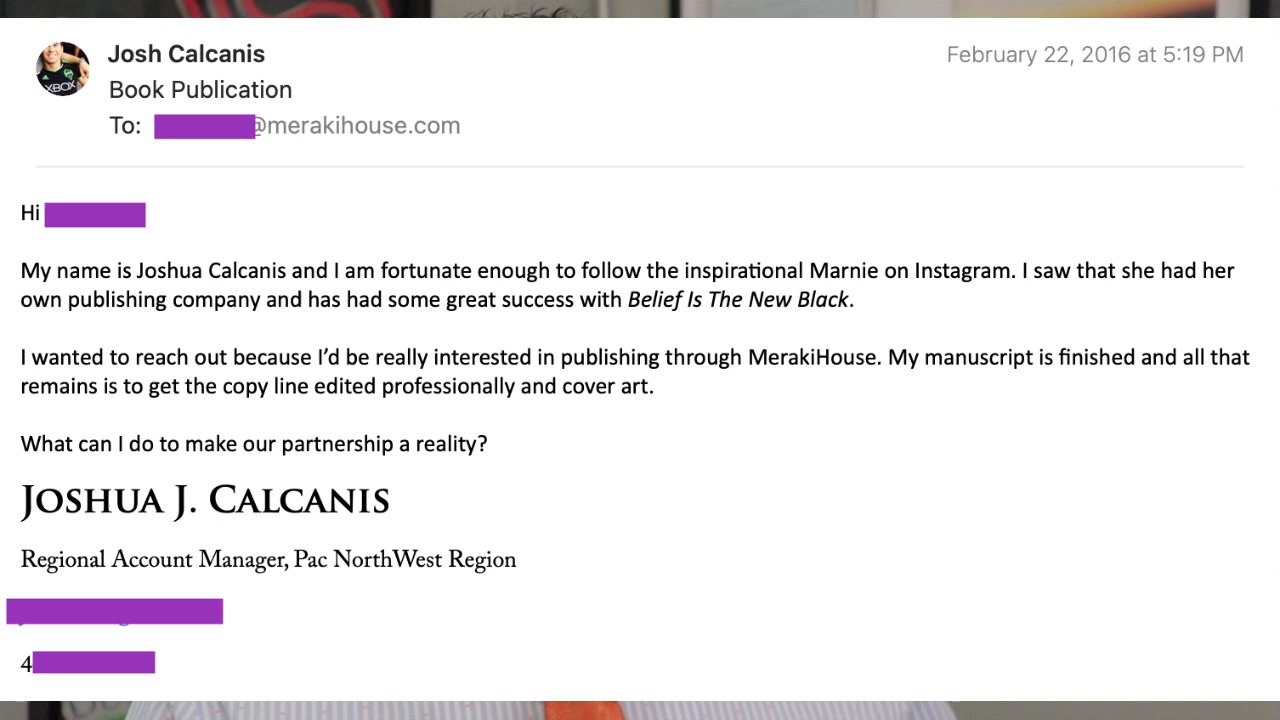 Josh Calcanis
February 22, 2016 at 5:19 PM
Book Publication
To: @merakihouse.com
XBOX
Hi
My name is Joshua Calcanis and I am fortunate enough to follow the inspirational Marnie on Instagram. I saw that she had her
own publishing company and has had some great success with Belief Is The New Black.
I wanted to reach out because I’d be really interested in publishing through MerakiHouse. My manuscript is finished and all that
remains is to get the copy line edited professionally and cover art.
What can I do to make our partnership a reality?
JOSHUA J. CALCANIS
Regional Account Manager, Pac NorthWest Region
4